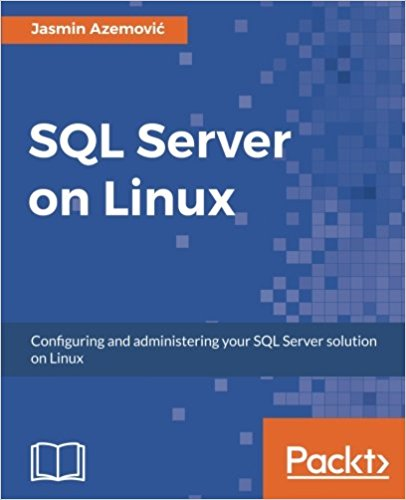 Jasmin Azemović
SQL Server
on Linux
Configuring and administering your SQL Server solution
on Linux
Packt>